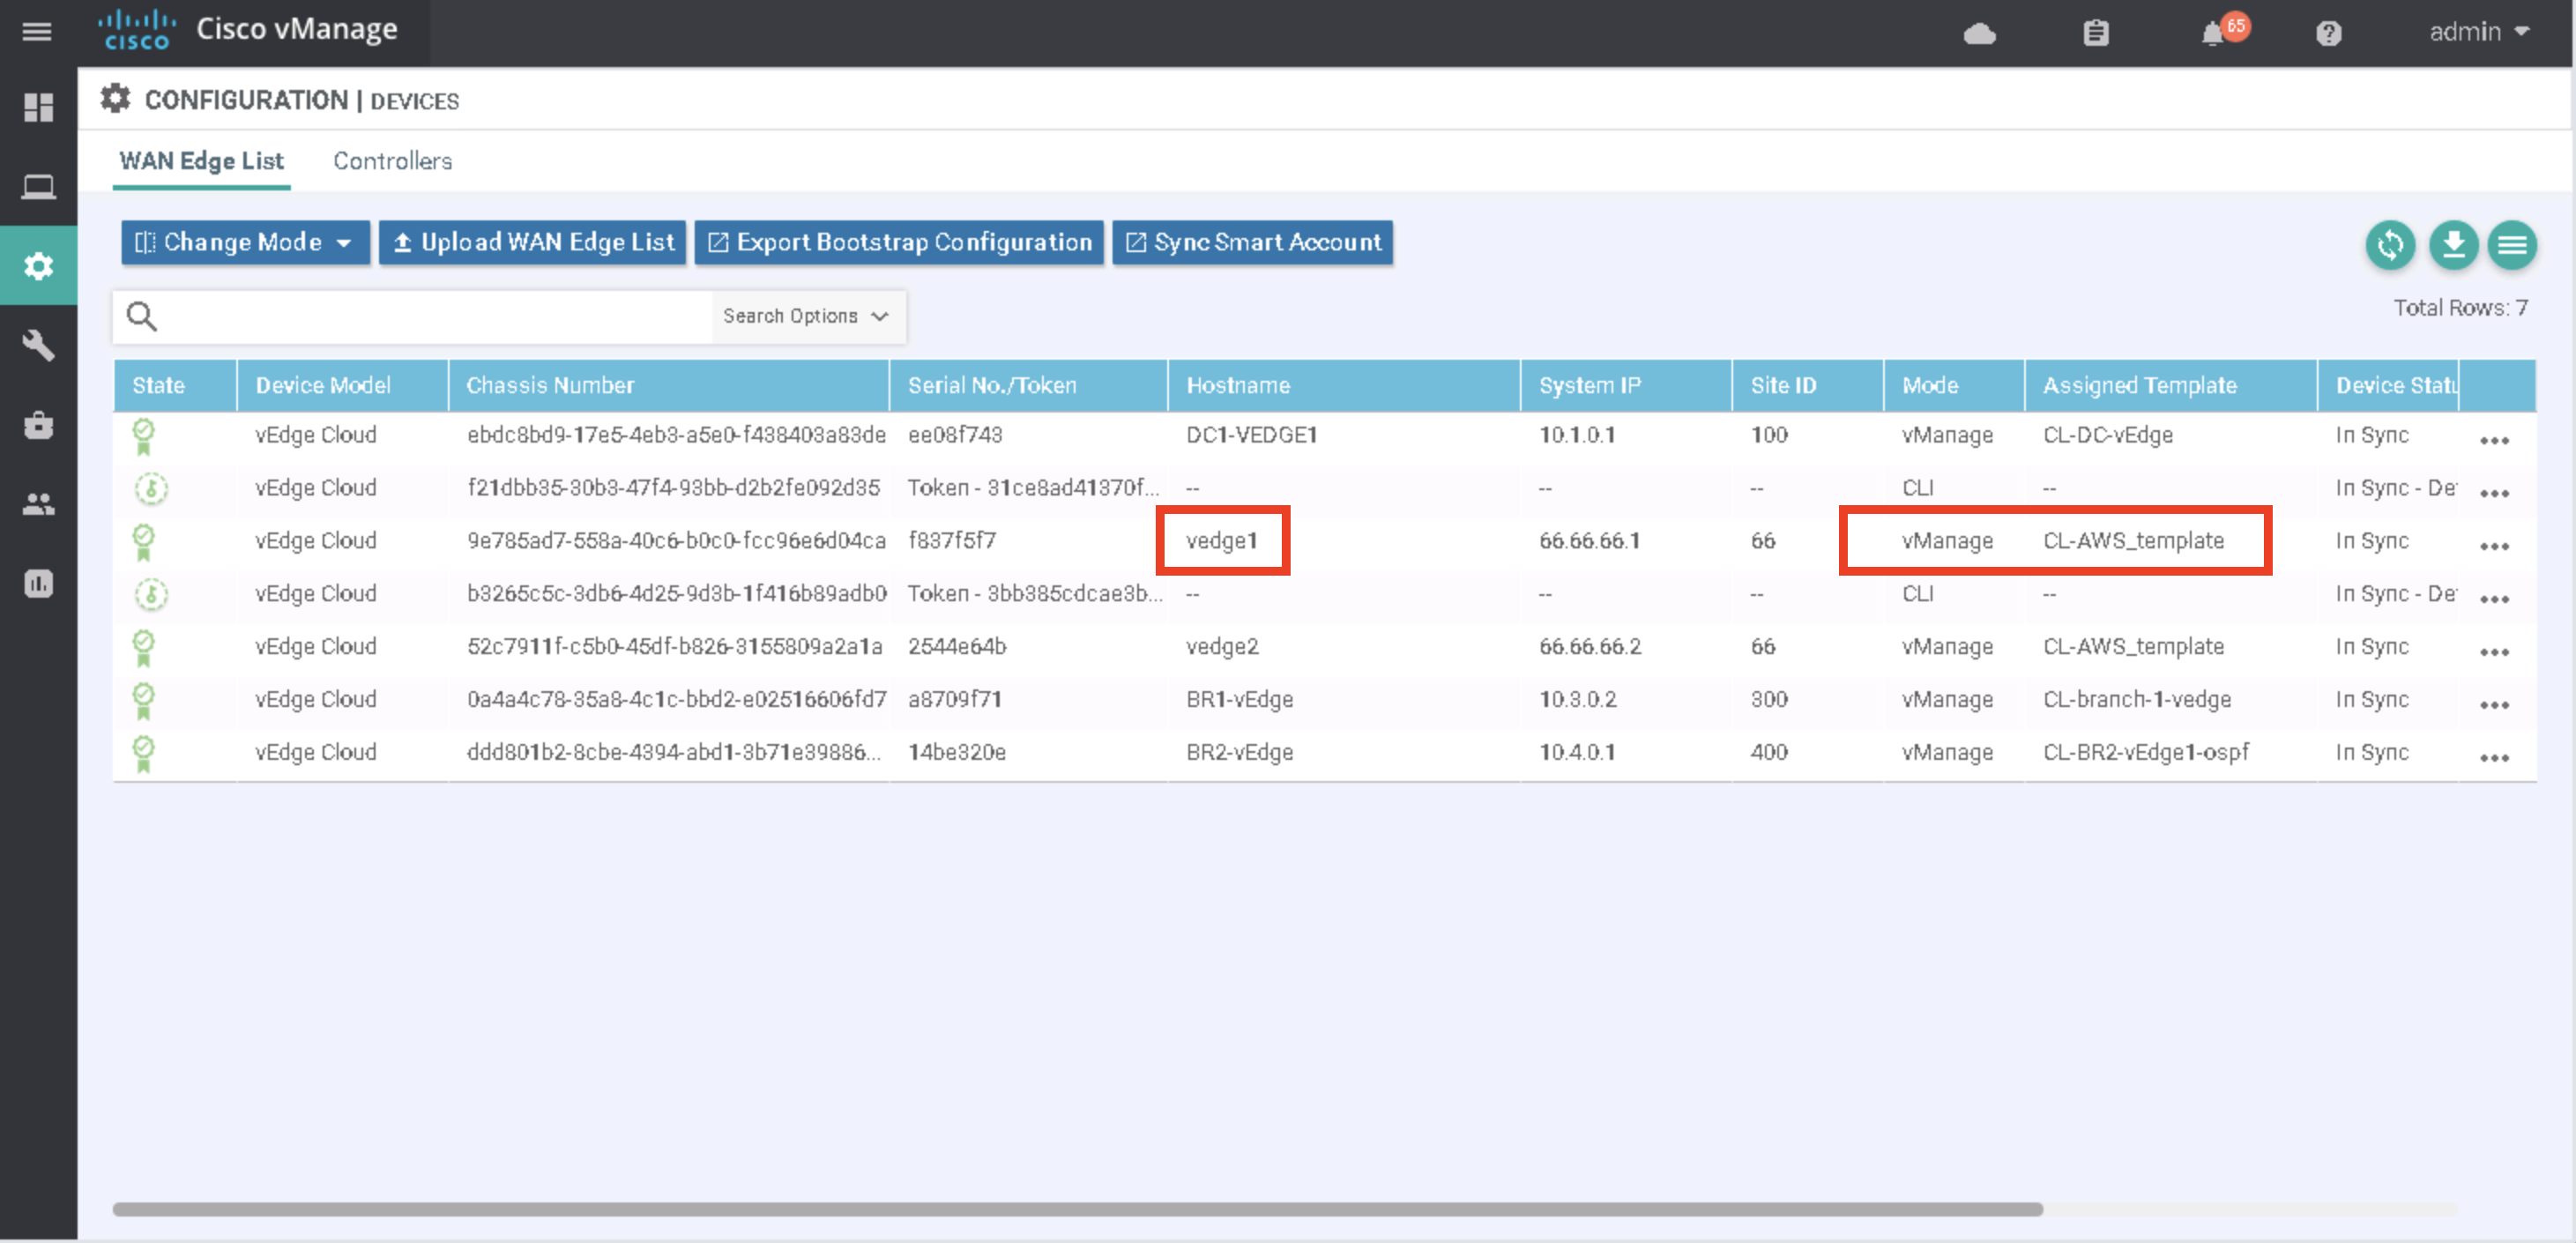 cisco Cisco vManage 65 admin
CONFIGURATION | DEVICES
WAN Edge List Controllers
Change Mode Upload WAN Edge List Export Bootstrap Configuration Sync Smart Account
Search Options Total Rows: 7
State Device Model Chassis Number Serial No./Token Hostname System IP Site ID Mode Assigned Template Device Statu
vEdge Cloud ebdc8bd9-17e5-4eb3-a5e0-f438403a83de ee08f743 DC1-VEDGE1 10.1.0.1 100 vManage CL-DC-vEdge In Sync ...
vEdge Cloud f21dbb35-30b3-47f4-93bb-d2b2fe092d35 Token - 31ce8ad41370f... -- -- -- CLI -- In Sync - De ...
vEdge Cloud 9e785ad7-558a-40c6-b0c0-fcc96e6d04ca f837f5f7 vedge1 66.66.66.1 66 vManage CL-AWS_template In Sync ...
vEdge Cloud b3265c5c-3db6-4d25-9d3b-1f416b89adb0 Token - 3bb385cdcae3b... -- -- -- CLI -- In Sync - De ...
vEdge Cloud 52c7911f-c5b0-45df-b826-3155809a2a1a 2544e64b vedge2 66.66.66.2 66 vManage CL-AWS_template In Sync ...
vEdge Cloud 0a4a4c78-35a8-4c1c-bbd2-e02516606fd7 a8709f71 BR1-vEdge 10.3.0.2 300 vManage CL-branch-1-vedge In Sync ...
vEdge Cloud ddd801b2-8cbe-4394-abd1-3b71e39886... 14be320e BR2-vEdge 10.4.0.1 400 vManage CL-BR2-vEdge1-ospf In Sync ...